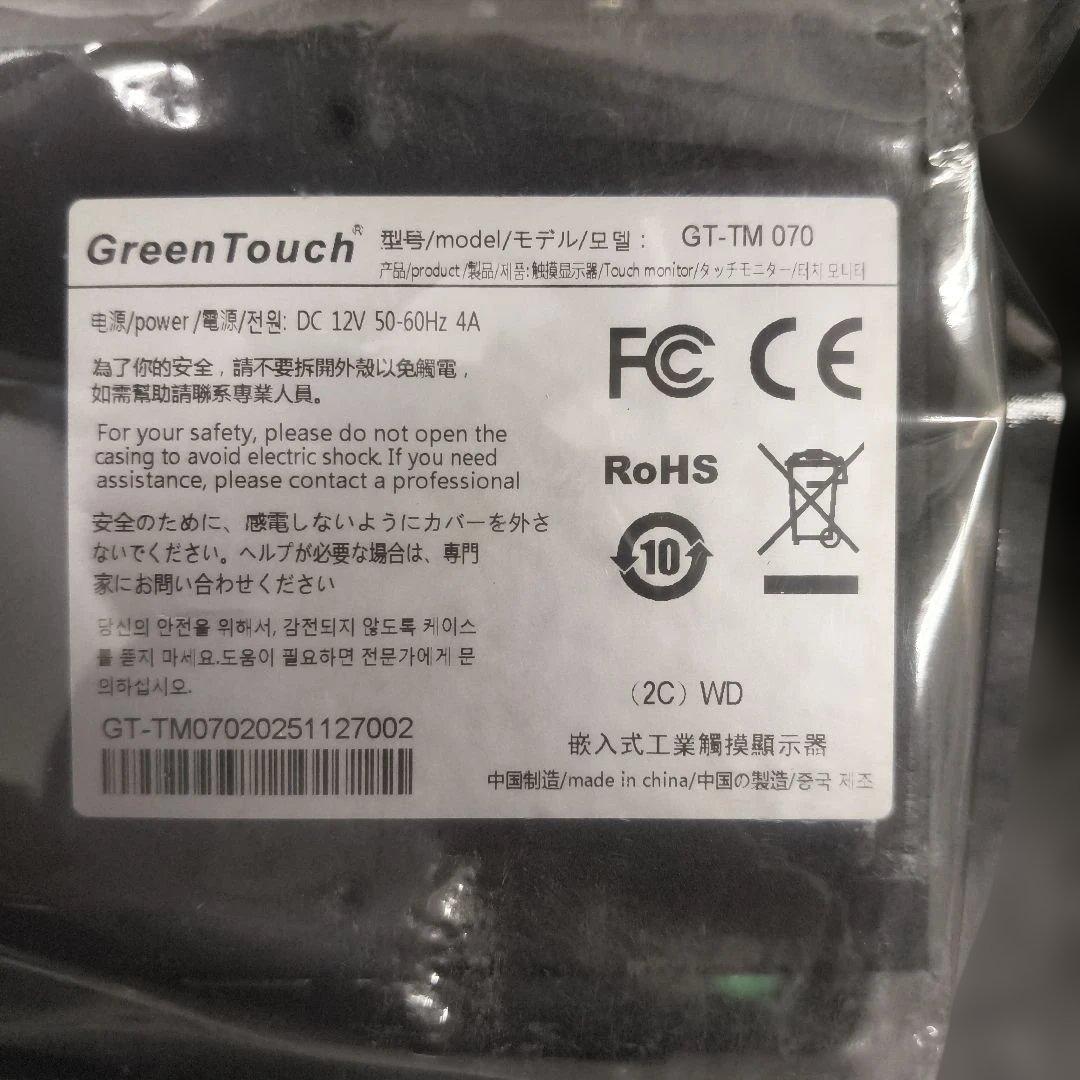 GreenTouch®
型号/model/モデル/모델: GT-TM 070
产品/product/製品/제품:触摸显示器/Touch monitor/タッチモニター/터치 모니터
电源/power/電源/전원: DC 12V 50-60Hz 4A
為了你的安全，請不要拆開外殼以免觸電，
如需幫助請聯系專業人員。
For your safety, please do not open the
casing to avoid electric shock. If you need
assistance, please contact a professional
安全のために、感電しないようにカバーを外さ
ないでください。ヘルプが必要な場合は、専門
家にお問い合わせください
당신의 안전을 위해서, 감전되지 않도록 케이스
를 뜯지 마세요.도움이 필요하면 전문가에게 문
의하십시오.
GT-TM07020251127002
FC CE
RoHS
10
（2C）WD
嵌入式工業觸摸顯示器
中国制造/made in china/中国の製造/중국 제조